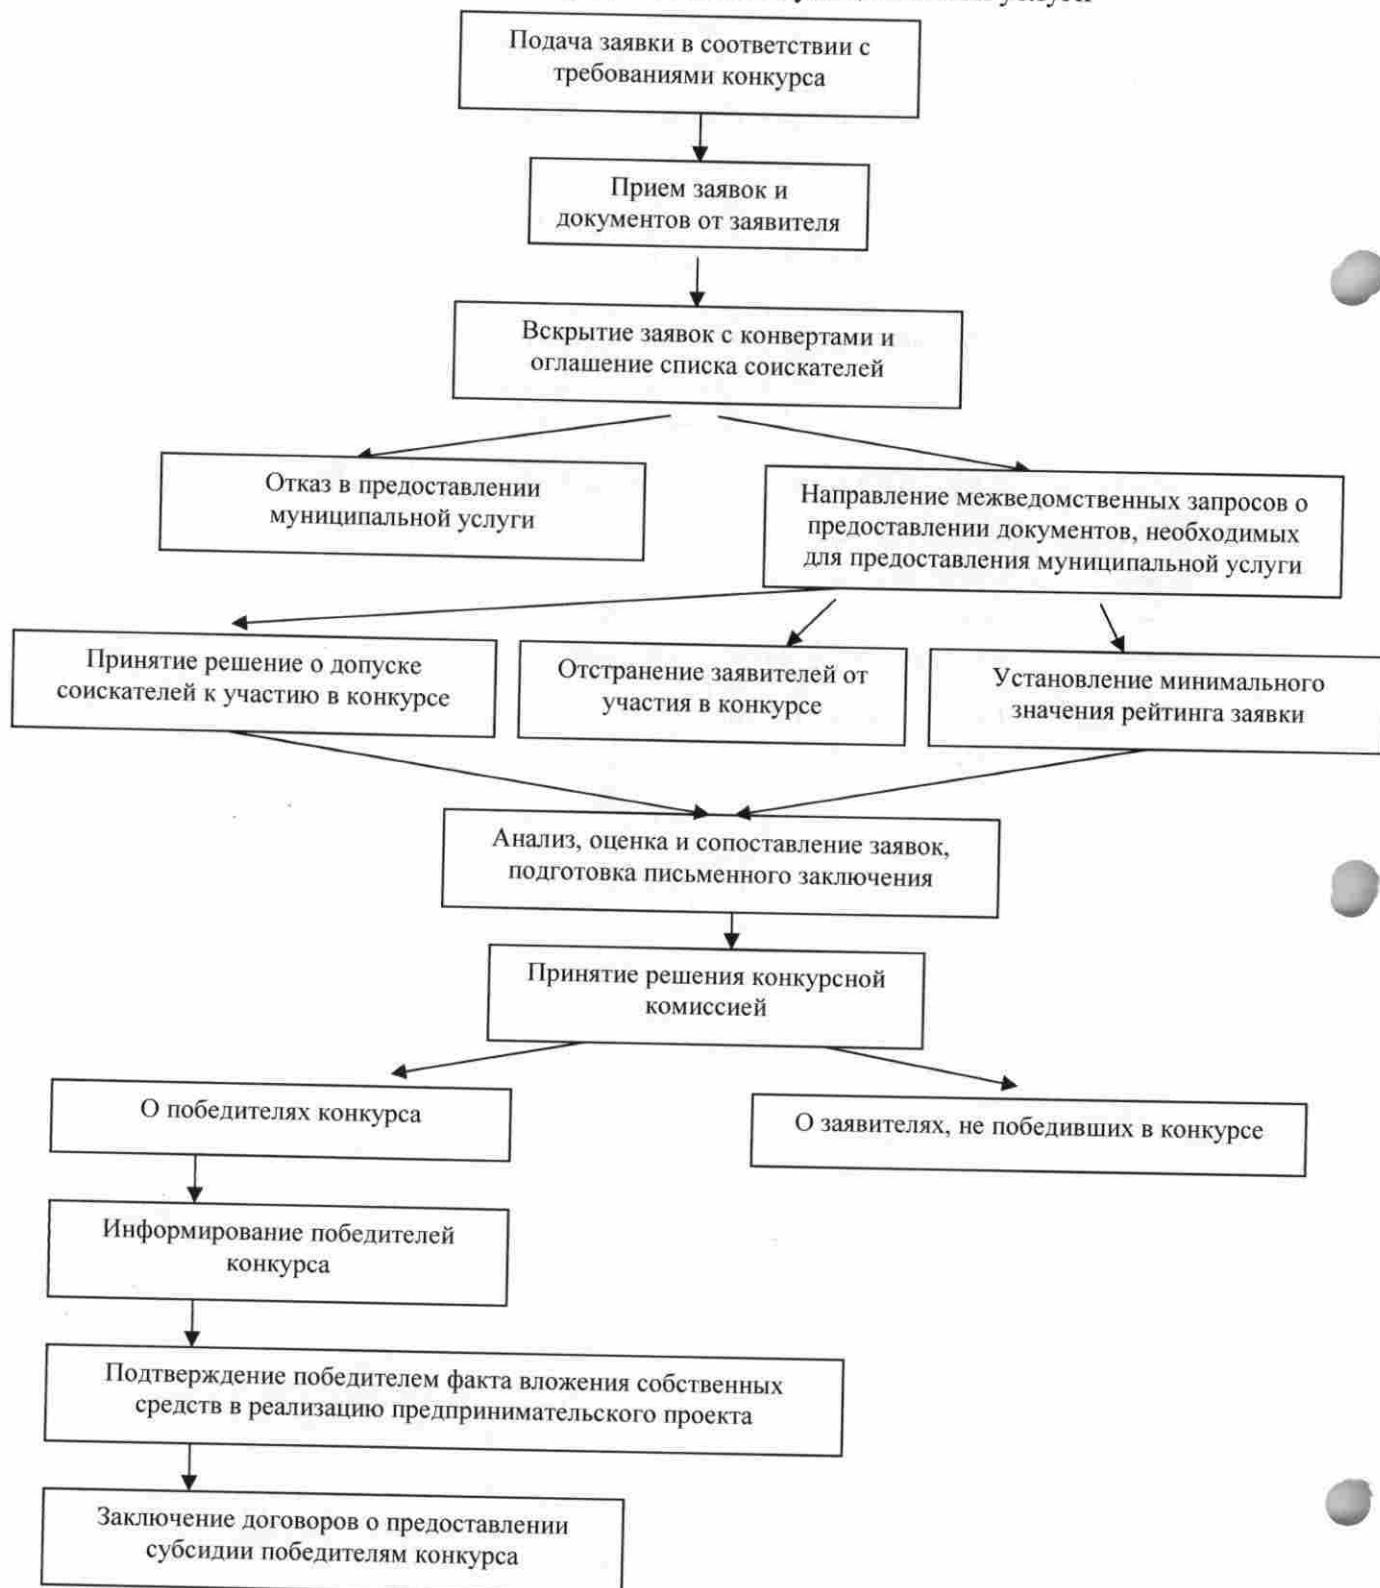 Подача заявки в соответствии с
требованиями конкурса
Прием заявок и
документов от заявителя
Вскрытие заявок с конвертами и
оглашение списка соискателей
Отказ в предоставлении
муниципальной услуги
Направление межведомственных запросов о
предоставлении документов, необходимых
для предоставления муниципальной услуги
Принятие решение о допуске
соискателей к участию в конкурсе
Отстранение заявителей от
участия в конкурсе
Установление минимального
значения рейтинга заявки
Анализ, оценка и сопоставление заявок,
подготовка письменного заключения
Принятие решения конкурсной
комиссией
О победителях конкурса
О заявителях, не победивших в конкурсе
Информирование победителей
конкурса
Подтверждение победителем факта вложения собственных
средств в реализацию предпринимательского проекта
Заключение договоров о предоставлении
субсидии победителям конкурса